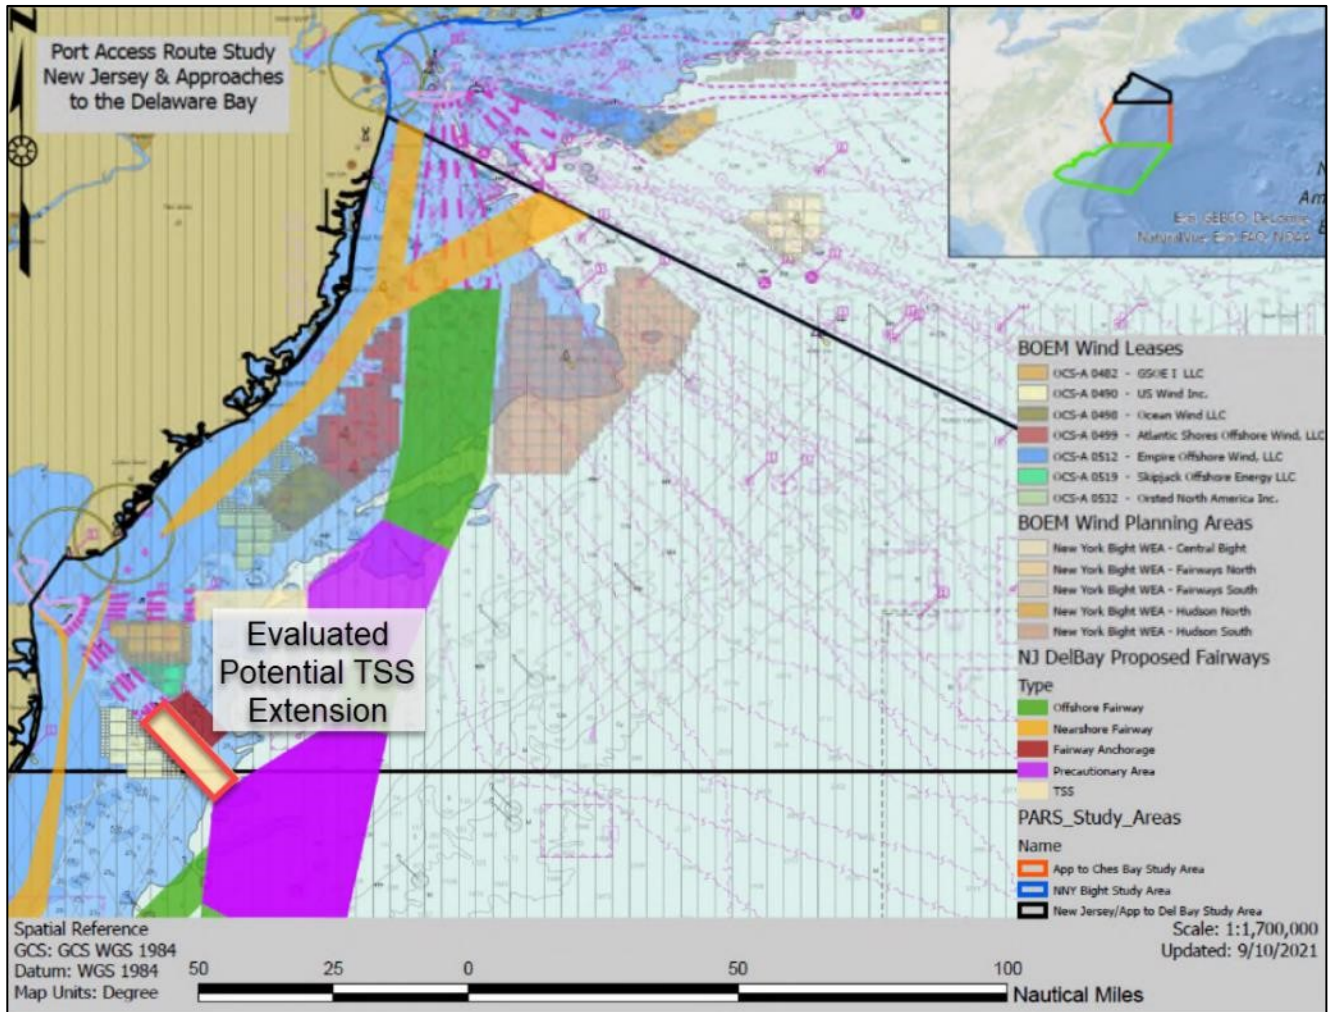 Port Access Route Study
New Jersey & Approaches
to the Delaware Bay
Esri, GEBCO, DeLorme,
NaturalVue, Esri, FAO, NOAA
BOEM Wind Leases
OCS-A 0482 - GSOE I LLC
OCS-A 0490 - US Wind Inc.
OCS-A 0498 - Ocean Wind LLC
OCS-A 0499 - Atlantic Shores Offshore Wind, LLC
OCS-A 0512 - Empire Offshore Wind, LLC
OCS-A 0519 - Skipjack Offshore Energy LLC
OCS-A 0532 - Orsted North America Inc.
BOEM Wind Planning Areas
New York Bight WEA - Central Bight
New York Bight WEA - Fairways North
New York Bight WEA - Fairways South
New York Bight WEA - Hudson North
New York Bight WEA - Hudson South
NJ DelBay Proposed Fairways
Type
Offshore Fairway
Nearshore Fairway
Fairway Anchorage
Precautionary Area
TSS
PARS_Study_Areas
Name
App to Ches Bay Study Area
NNY Bight Study Area
New Jersey/App to Del Bay Study Area
Evaluated
Potential TSS
Extension
Spatial Reference
GCS: GCS WGS 1984
Datum: WGS 1984
Map Units: Degree
50 25 0 50 100
Nautical Miles
Scale: 1:1,700,000
Updated: 9/10/2021